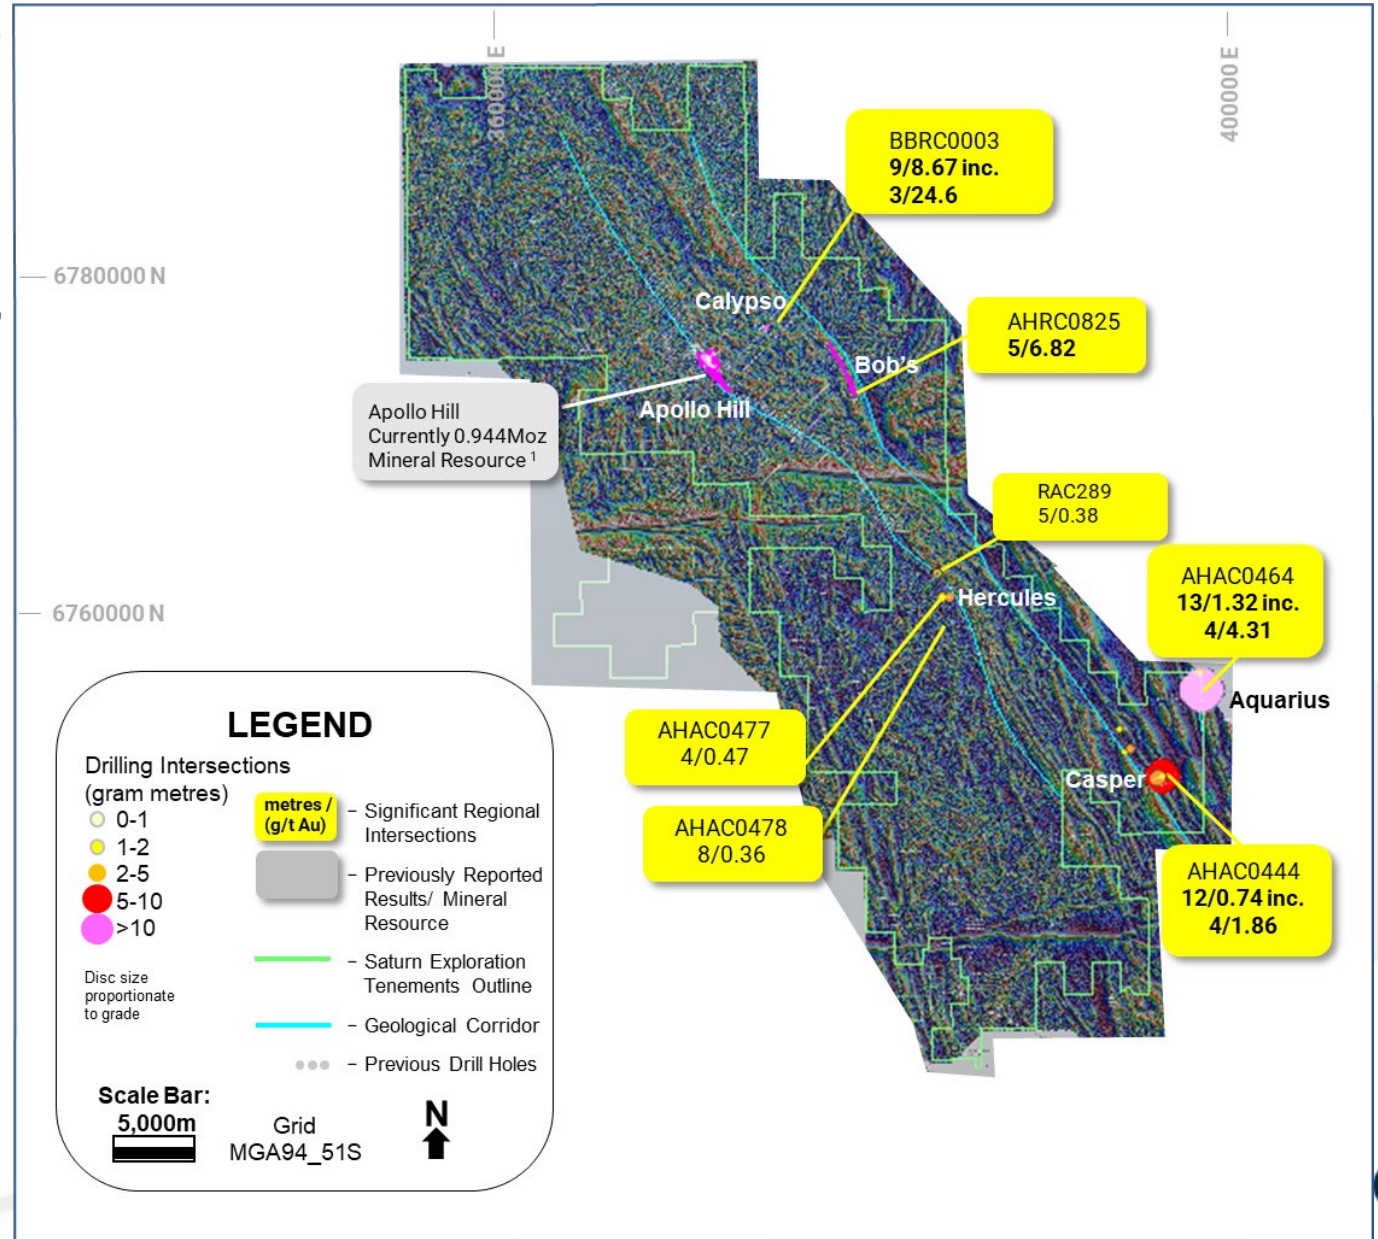 360000 E
400000 E
6780000 N
6760000 N
BBRC0003
9/8.67 inc.
3/24.6
Calypso
AHRC0825
5/6.82
Bob's
Apollo Hill
Apollo Hill
Currently 0.944Moz
Mineral Resource 1
RAC289
5/0.38
Hercules
AHAC0464
13/1.32 inc.
4/4.31
Aquarius
AHAC0477
4/0.47
AHAC0478
8/0.36
Casper
AHAC0444
12/0.74 inc.
4/1.86
LEGEND
Drilling Intersections
(gram metres)
0-1
1-2
2-5
5-10
>10
Disc size
proportionate
to grade
metres /
(g/t Au)
– Significant Regional
Intersections
– Previously Reported
Results/ Mineral
Resource
– Saturn Exploration
Tenements Outline
– Geological Corridor
– Previous Drill Holes
Scale Bar:
5,000m
Grid
MGA94_51S
N